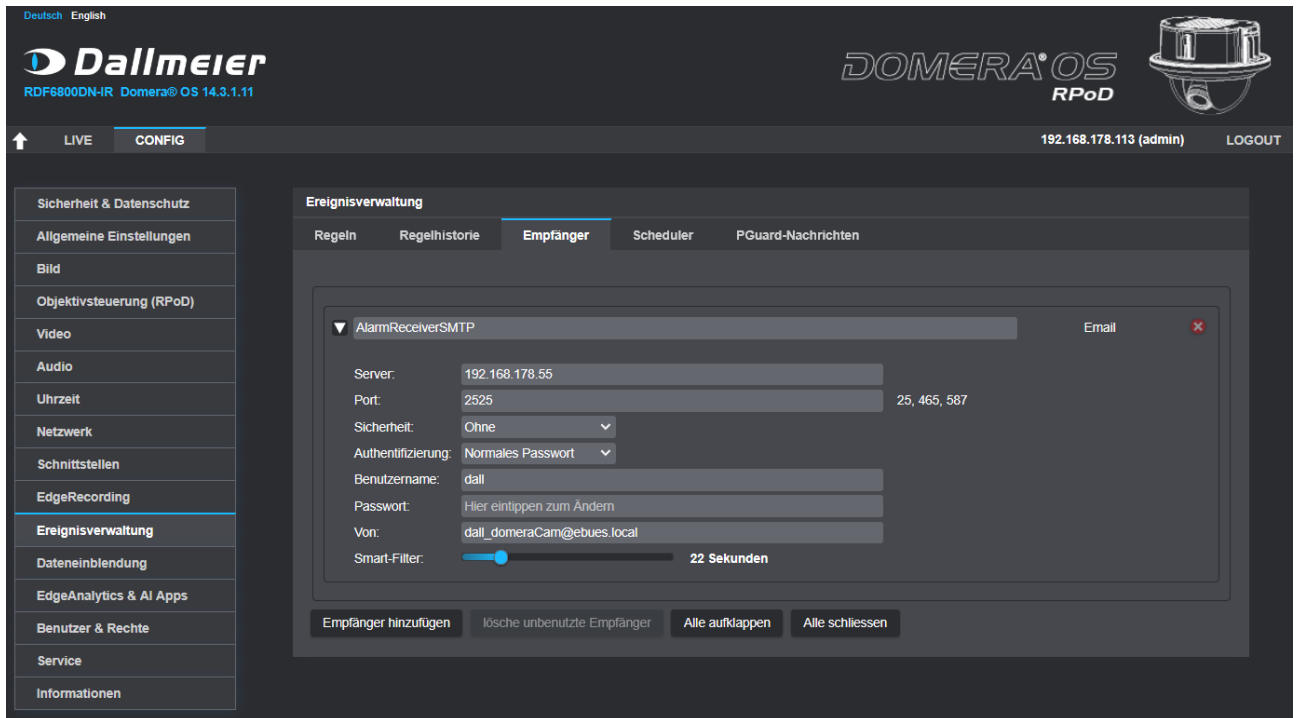 Deutsch English
Dallmeier
RDF6800DN-IR Domera® OS 14.3.1.11
DOMERA® OS
RPoD
LIVE CONFIG 192.168.178.113 (admin) LOGOUT
Sicherheit & Datenschutz
Allgemeine Einstellungen
Bild
Objektivsteuerung (RPoD)
Video
Audio
Uhrzeit
Netzwerk
Schnittstellen
EdgeRecording
Ereignisverwaltung
Dateneinblendung
EdgeAnalytics & AI Apps
Benutzer & Rechte
Service
Informationen
Ereignisverwaltung
Regeln Regelhistorie Empfänger Scheduler PGuard-Nachrichten
AlarmReceiverSMTP Email
Server: 192.168.178.55
Port: 2525 25, 465, 587
Sicherheit: Ohne
Authentifizierung: Normales Passwort
Benutzername: dall
Passwort: Hier eintippen zum Ändern
Von: dall_domeraCam@ebues.local
Smart-Filter: 22 Sekunden
Empfänger hinzufügen lösche unbenutzte Empfänger Alle aufklappen Alle schliessen